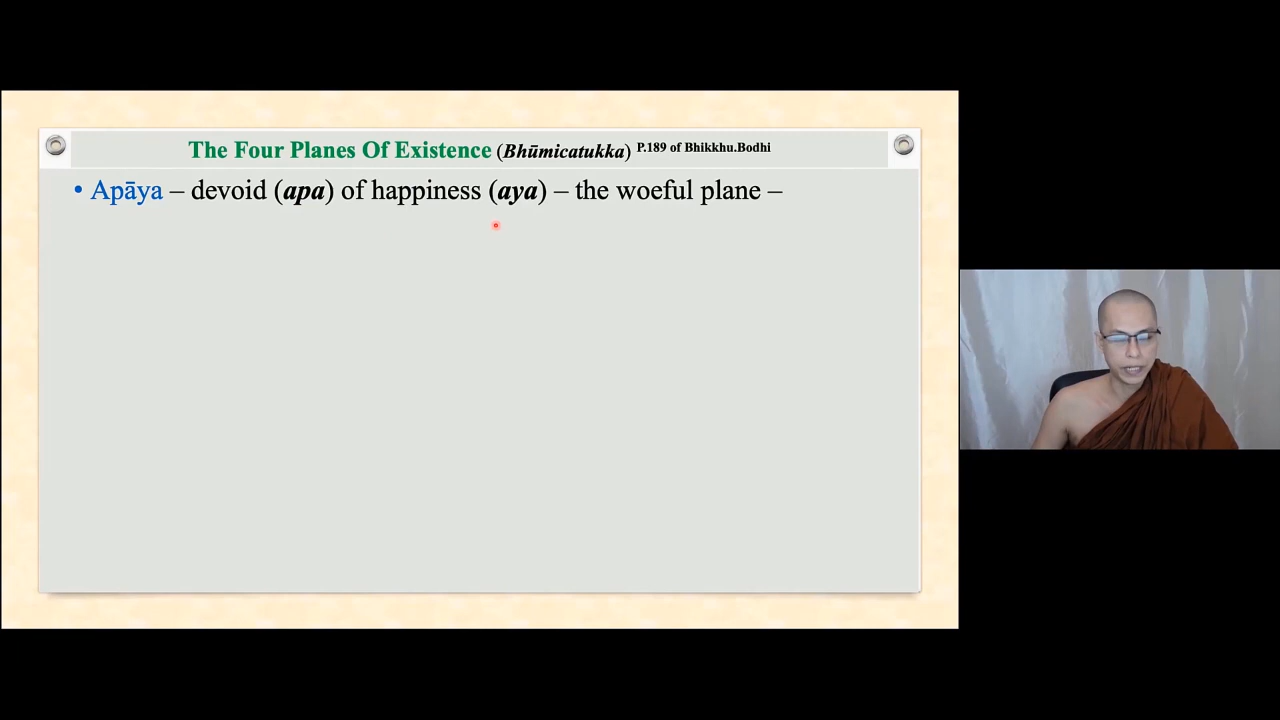 The Four Planes Of Existence (Bhūmicatukka) P.189 of Bhikkhu.Bodhi
• Apāya – devoid (apa) of happiness (aya) – the woeful plane –